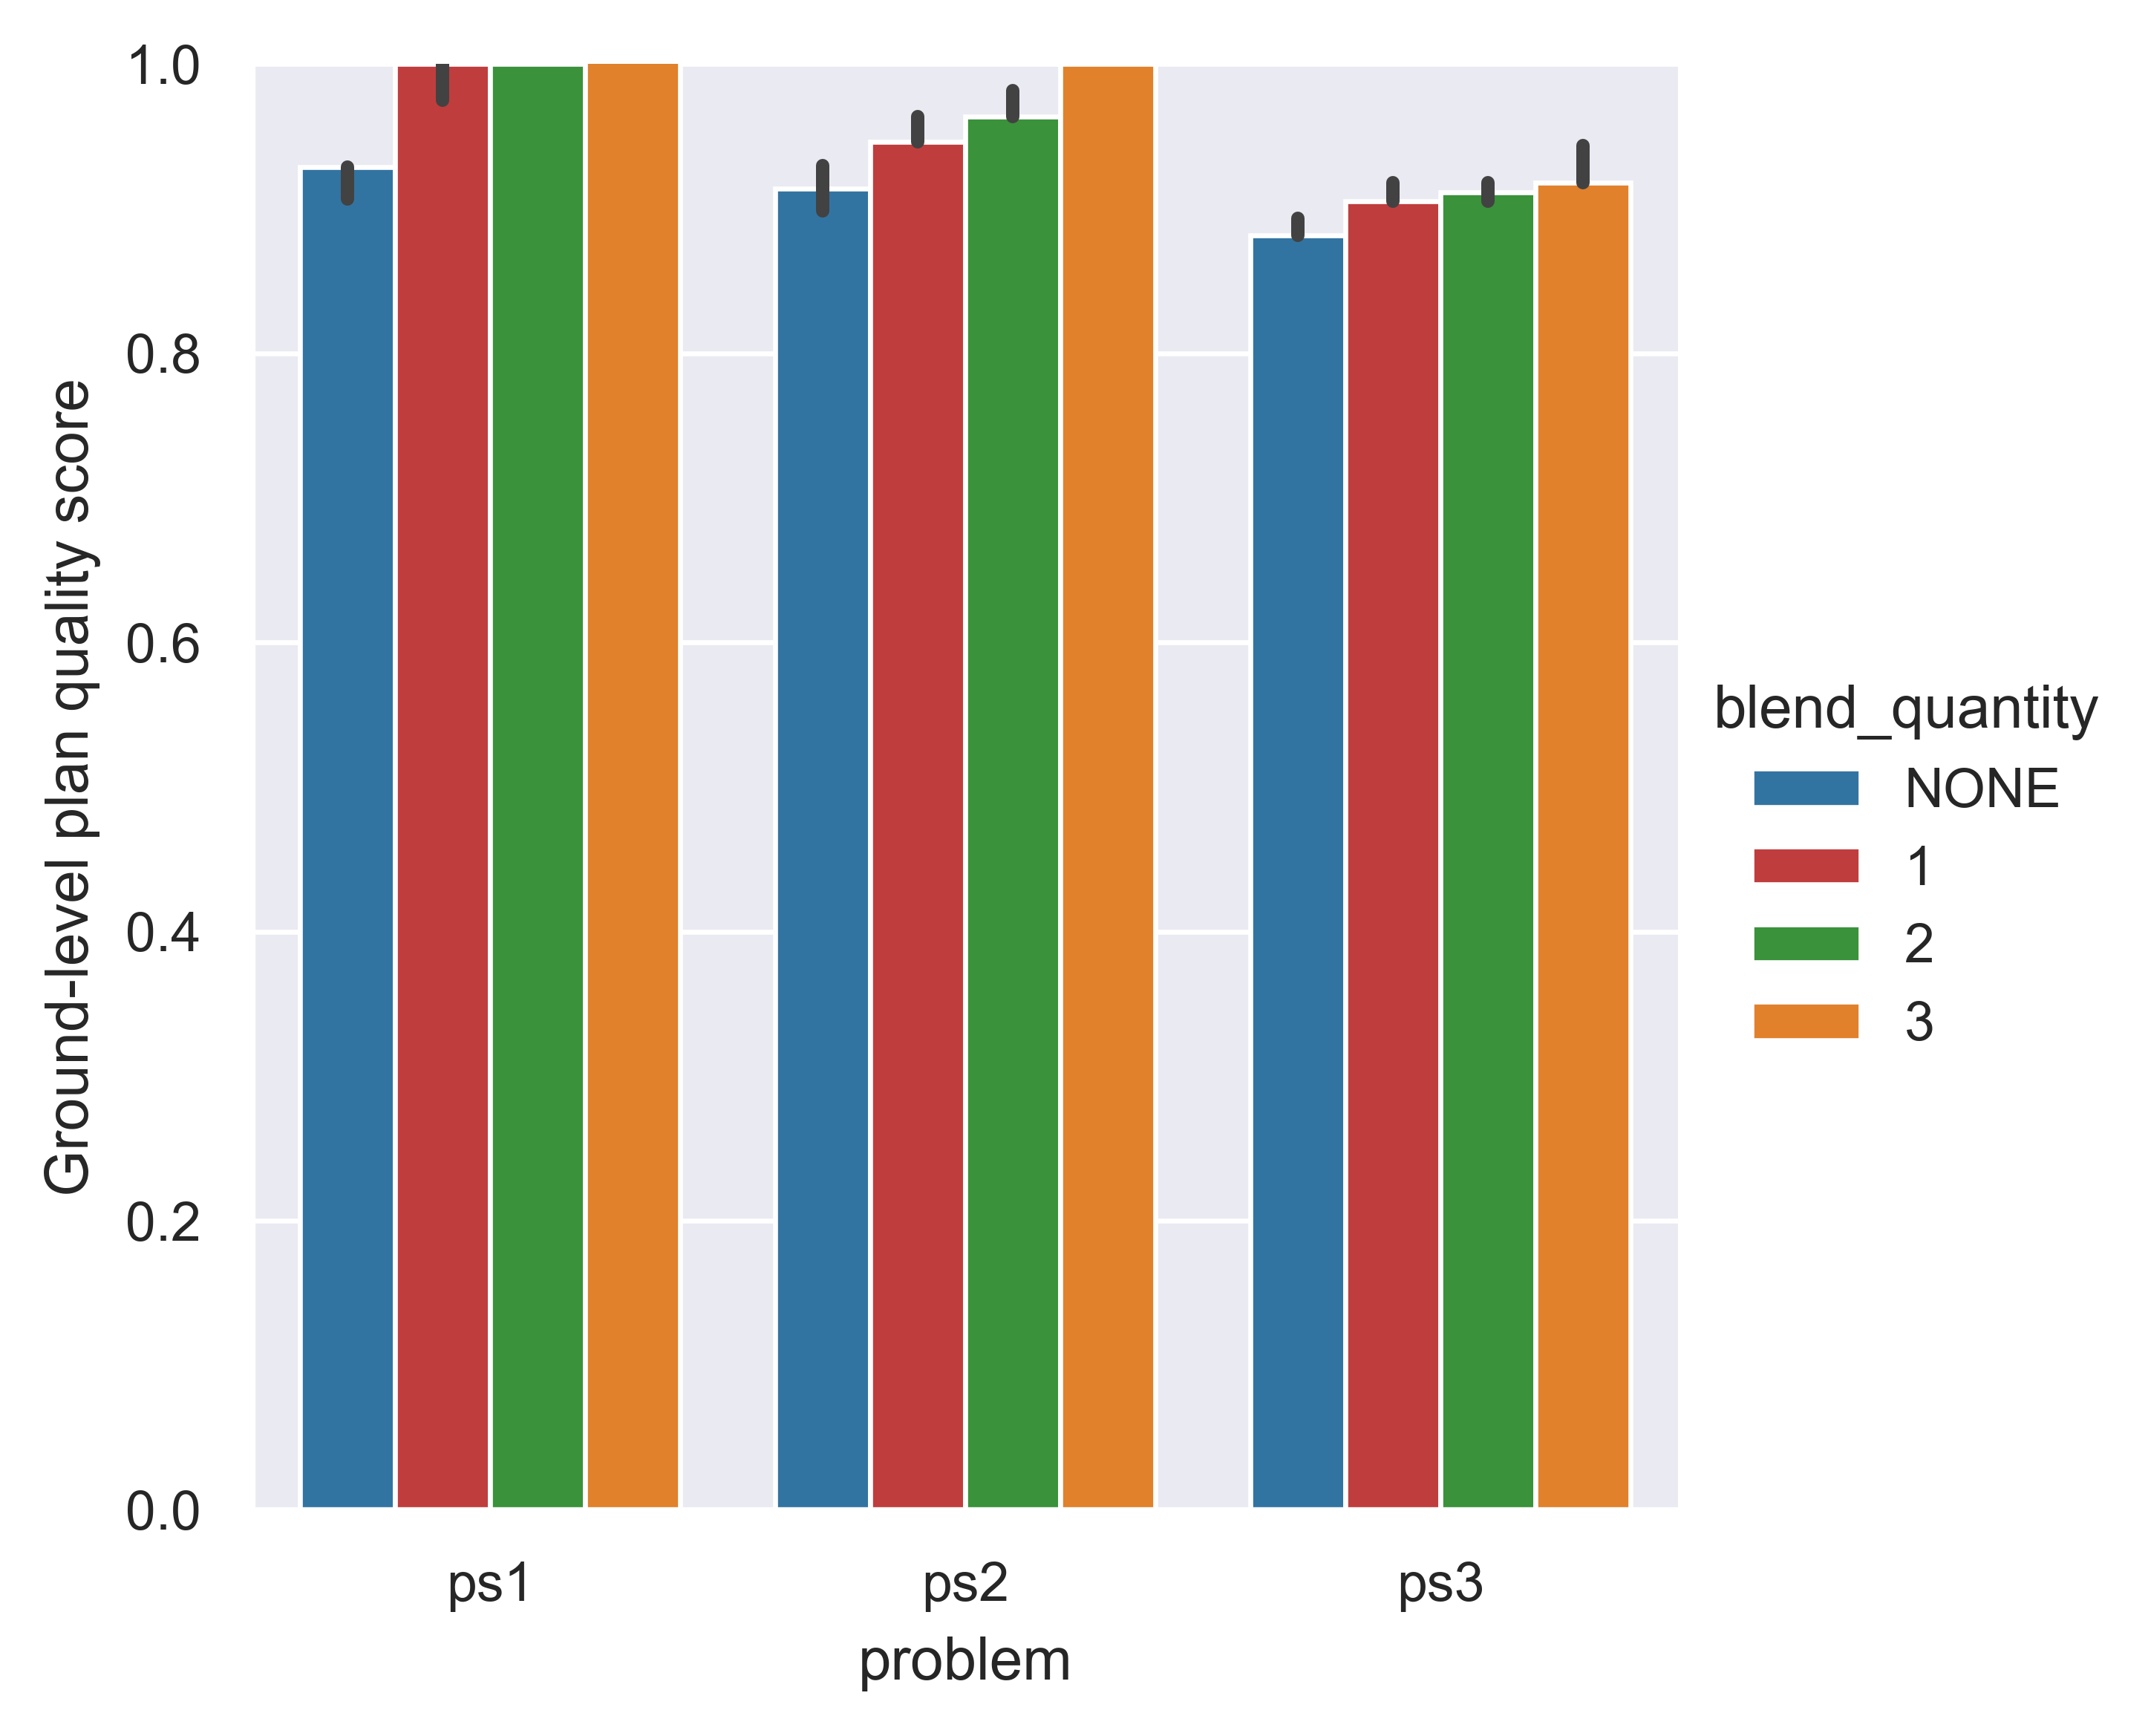 Ground-level plan quality score
1.0
0.8
0.6
0.4
0.2
0.0
ps1
ps2
ps3
problem
blend_quantity
NONE
1
2
3